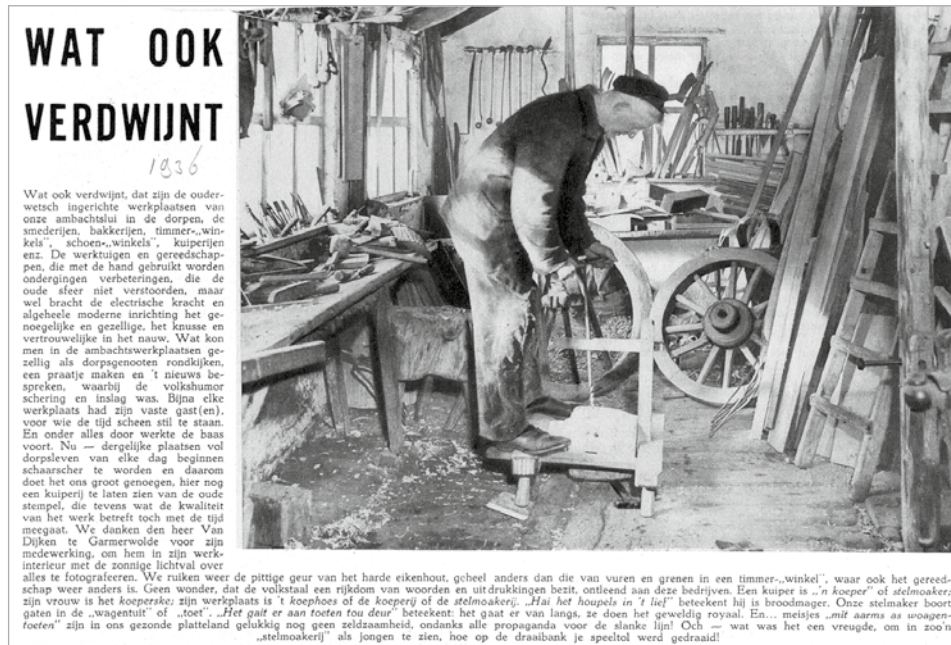 WAT OOK
VERDWIJNT
1936
Wat ook verdwijnt, dat zijn de ouder-
wetsch ingerichte werkplaatsen van
onze ambachtslui in de dorpen, de
smederijen, bakkerijen, timmer-„win-
kels", schoen-„winkels", kuiperijen
enz. De werktuigen en gereedschap-
pen, die met de hand gebruikt worden
ondergingen verbeteringen, die de
oude sfeer niet verstoorden, maar
wel bracht de electrische kracht en
algeheele moderne inrichting het ge-
noegelijke en gezellige, het knusse en
vertrouwelijke in het nauw. Wat kon
men in de ambachtswerkplaatsen ge-
zellig als dorpsgenoten rondkijken,
een praatje maken en 't nieuws be-
spreken, waarbij de volkshumor
schering en inslag was. Bijna elke
werkplaats had zijn vaste gast(en),
voor wie de tijd scheen stil te staan.
En onder alles door werkte de baas
voort. Nu — dergelijke plaatsen vol
dorpsleven van elke dag beginnen
schaarscher te worden en daarom
doet het ons groot genoegen, hier nog
een kuiperij te laten zien van de oude
stempel, die tevens wat de kwaliteit
van het werk betreft toch met de tijd
meegaat. We danken den heer Van
Dijken te Garmerwolde voor zijn
medewerking, om hem in zijn werk-
interieur met de zonnige lichtval over
alles te fotografeeren. We ruiken weer de pittige geur van het harde eikenhout, geheel anders dan die van vuren en grenen in een timmer-„winkel", waar ook het gereed-
schap weer anders is. Geen wonder, dat de volkstaal een rijkdom van woorden en uitdrukkingen bezit, ontleend aan deze bedrijven. Een kuiper is „'n koeper" of stelmoaker;
zijn vrouw is het koeperske; zijn werkplaats is 't koephoes of de koeperij of de stelmoakerij. „Hai het houpels in 't lief" beteekent hij is broodmager. Onze stelmaker boort
gaten in de „wagentuit" of „toet". „Het gait er aan toeten tou deur" beteekent: het gaat er van langs, ze doen het geweldig royaal. En... meisjes „mit aarms as woagen-
toeten" zijn in ons gezonde platteland gelukkig nog geen zeldzaamheid, ondanks alle propaganda voor de slanke lijn! Och — wat was het een vreugde, om in zoo'n
„stelmoakerij" als jongen te zien, hoe op de draaibank je speeltol werd gedraaid!